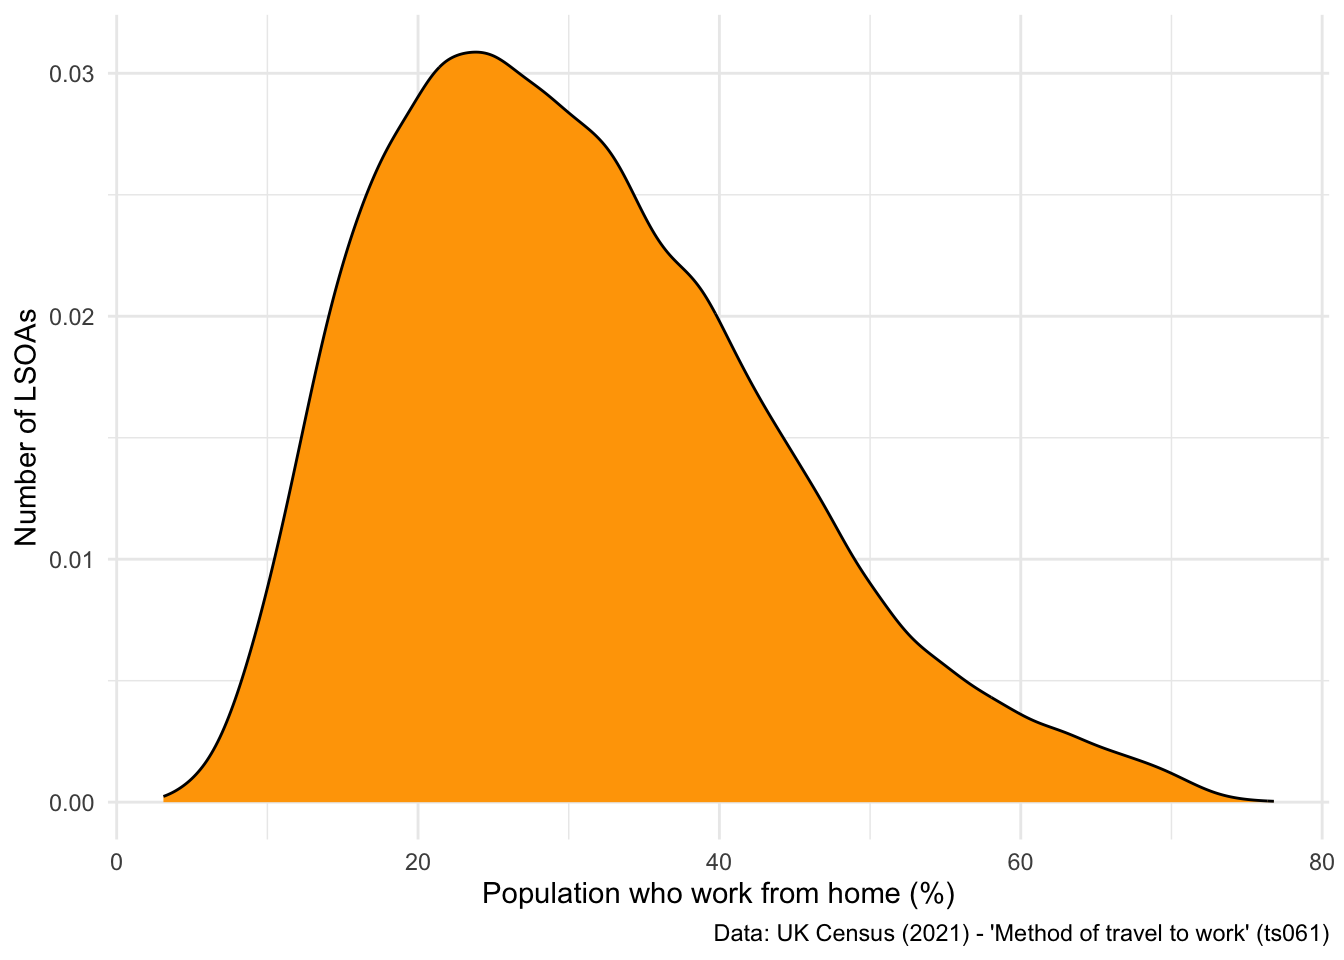 0.03
0.02
0.01
0.00
Number of LSOAs
0 20 40 60 80
Population who work from home (%)
Data: UK Census (2021) - 'Method of travel to work' (ts061)